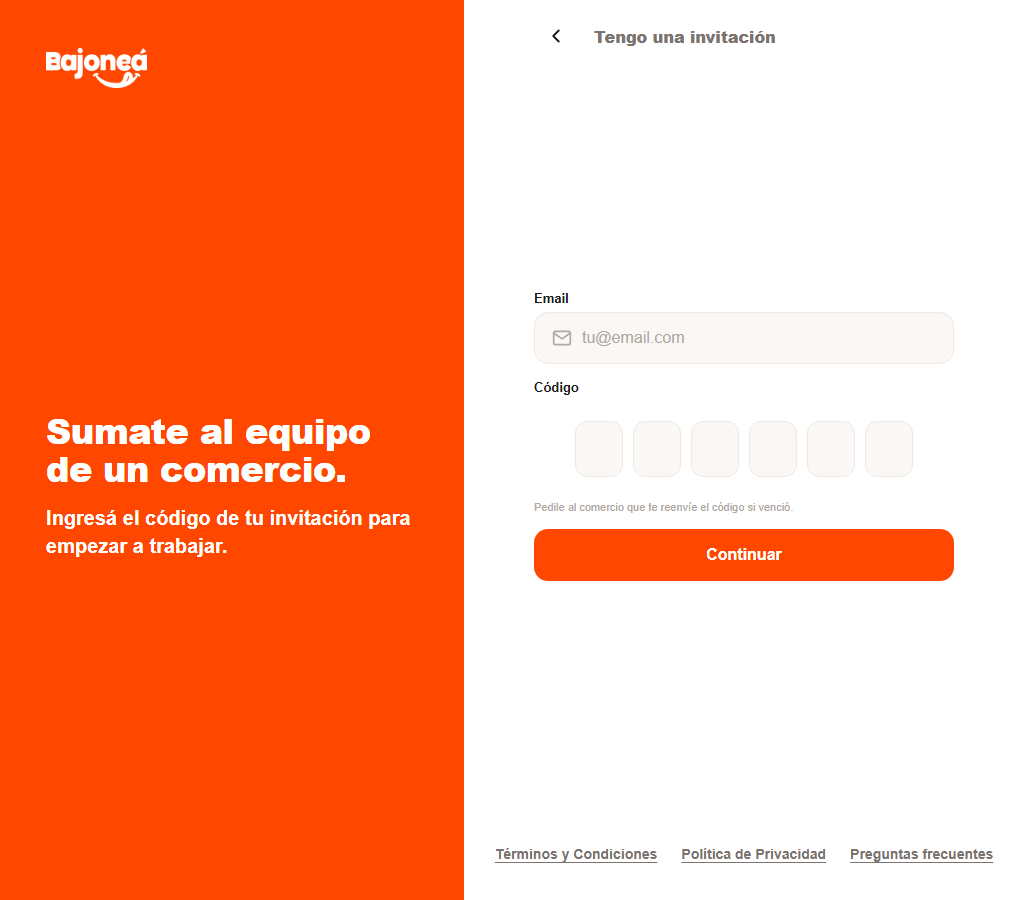 Bajoneá
Sumate al equipo
de un comercio.
Ingresá el código de tu invitación para
empezar a trabajar.
Tengo una invitación
Email
tu@email.com
Código
Pedile al comercio que te reenvíe el código si venció.
Continuar
Términos y Condiciones Política de Privacidad Preguntas frecuentes